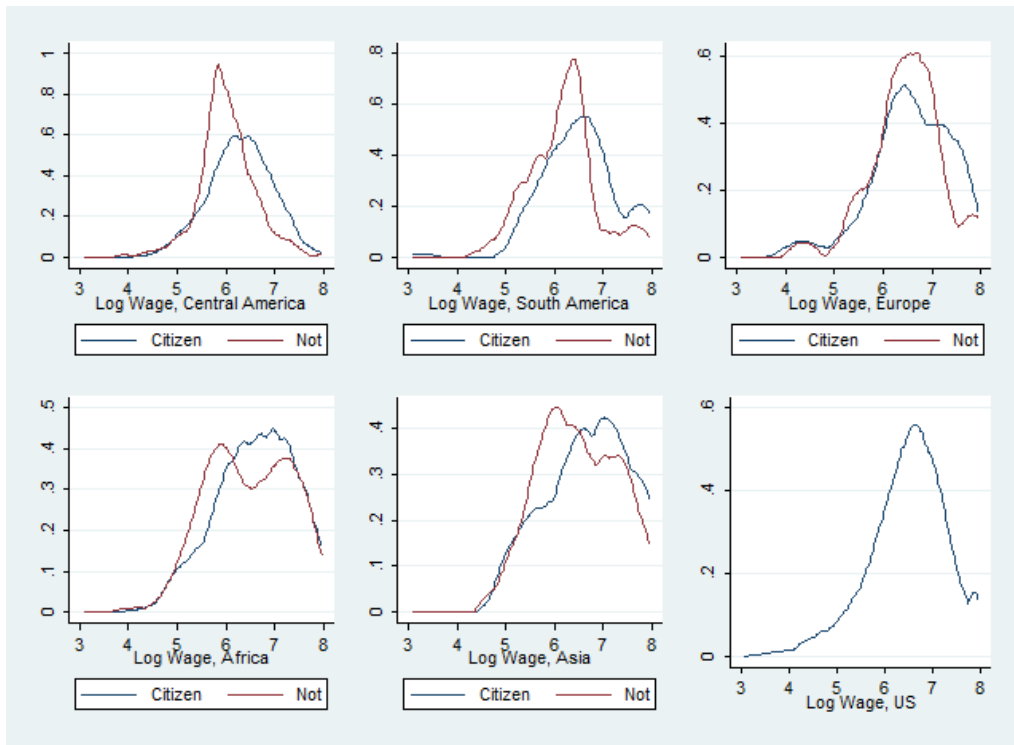 1
.8
.6
.4
.2
0
3 4 5 6 7 8
Log Wage, Central America
Citizen Not
.8
.6
.4
.2
0
3 4 5 6 7 8
Log Wage, South America
Citizen Not
.6
.4
.2
0
3 4 5 6 7 8
Log Wage, Europe
Citizen Not
.5
.4
.3
.2
.1
0
3 4 5 6 7 8
Log Wage, Africa
Citizen Not
.4
.3
.2
.1
0
3 4 5 6 7 8
Log Wage, Asia
Citizen Not
.6
.4
.2
0
3 4 5 6 7 8
Log Wage, US